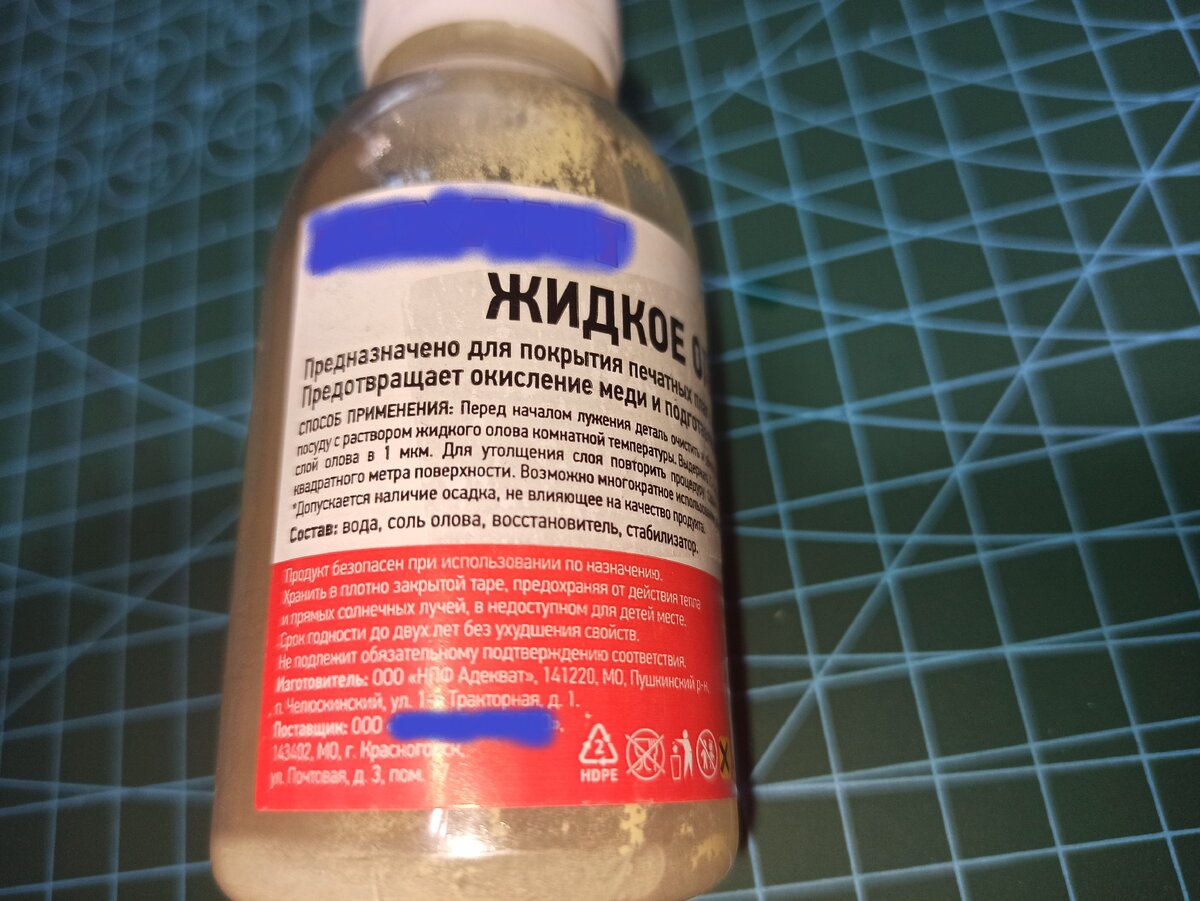 ЖИДКОЕ
Предназначено для покрытия печатных
Предотвращает окисление меди и
СПОСОБ ПРИМЕНЕНИЯ: Перед началом лужения деталь очистить и
посуду с раствором жидкого олова комнатной температуры.
слой олова в 1 мкм. Для утолщения слоя повторить процедуру.
квадратного метра поверхности. Возможно многократное
*Допускается наличие осадка, не влияющее на качество продукта.
Состав: вода, соль олова, восстановитель, стабилизатор.
Продукт безопасен при использовании по назначению.
Хранить в плотно закрытой таре, предохраняя от действия тепла
и прямых солнечных лучей, в недоступном для детей месте.
Срок годности до двух лет без ухудшения свойств.
Не подлежит обязательному подтверждению соответствия.
Изготовитель: ООО «НПФ Адекват», 141220, МО, Пушкинский р-н,
п. Челюскинский, ул. 1-я Тракторная, д. 1.
Поставщик: ООО
143402, МО, г. Красногорск,
ул. Почтовая, д. 3, пом.
2
HDPE